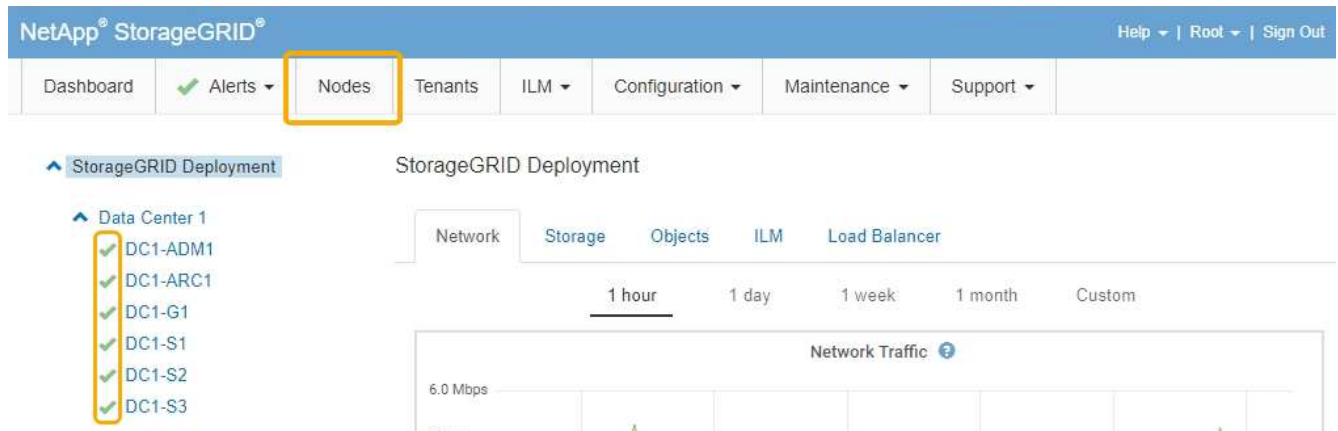 NetApp® StorageGRID®
Help | Root | Sign Out
Dashboard Alerts Nodes Tenants ILM Configuration Maintenance Support
StorageGRID Deployment
StorageGRID Deployment
Data Center 1
DC1-ADM1
DC1-ARC1
DC1-G1
DC1-S1
DC1-S2
DC1-S3
Network Storage Objects ILM Load Balancer
1 hour 1 day 1 week 1 month Custom
Network Traffic ?
6.0 Mbps